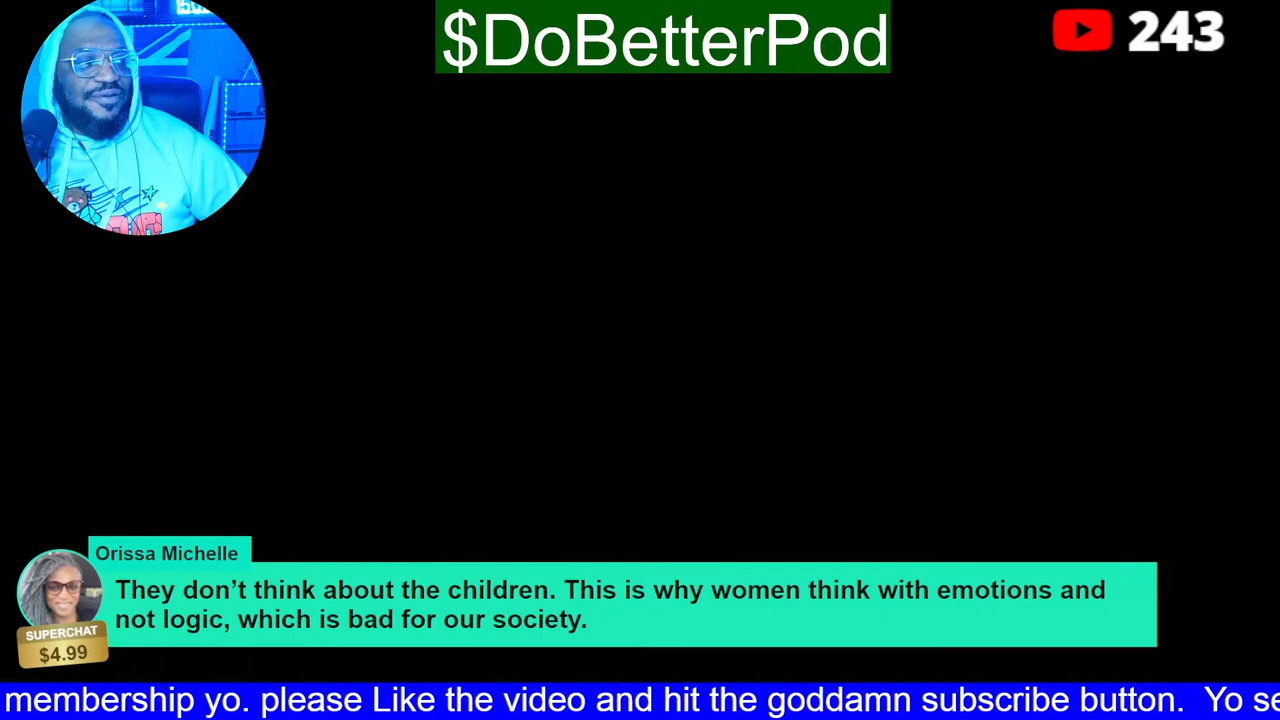 $DoBetterPod
243
Orissa Michelle
They don’t think about the children. This is why women think with emotions and
not logic, which is bad for our society.
SUPERCHAT
$4.99
membership yo. please Like the video and hit the goddamn subscribe button. Yo se